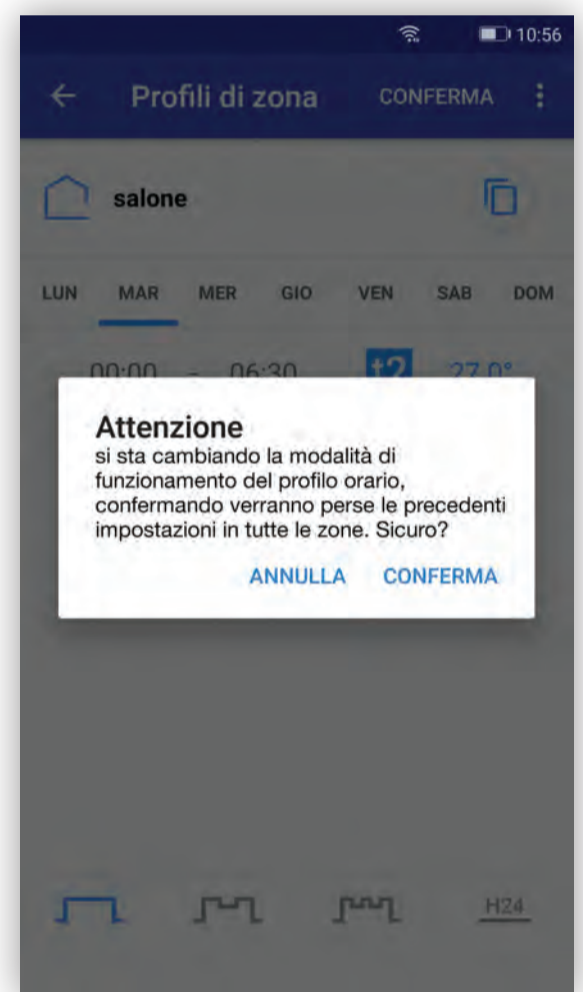 10:56
Profili di zona CONFERMA
salone
LUN MAR MER GIO VEN SAB DOM
00:00 - 06:30 t2 27.0°
Attenzione
si sta cambiando la modalità di
funzionamento del profilo orario,
confermando verranno perse le precedenti
impostazioni in tutte le zone. Sicuro?
ANNULLA CONFERMA
H24